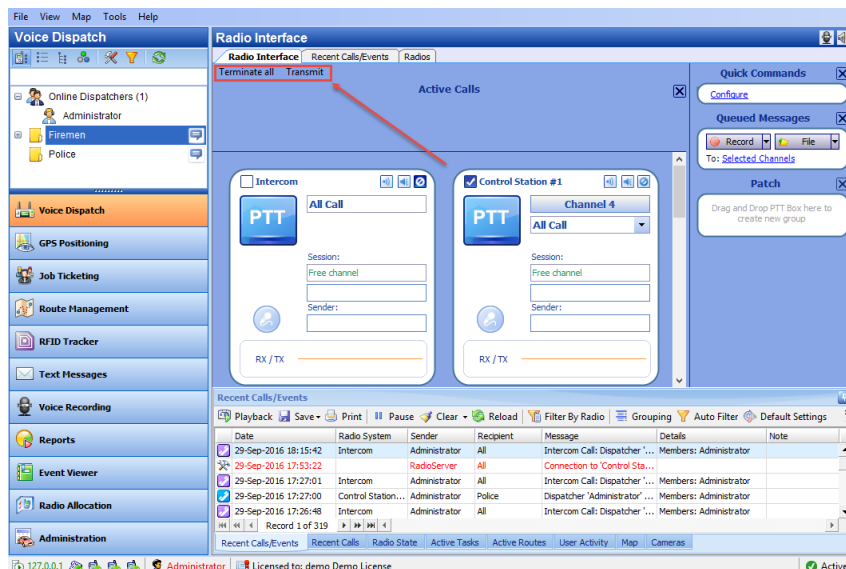 File View Map Tools Help
Voice Dispatch
Radio Interface
Radio Interface Recent Calls/Events Radios
Terminate all Transmit
Active Calls
Quick Commands
Configure
Queued Messages
Record File
To: Selected Channels
Patch
Drag and Drop PTT Box here to
create new group
Online Dispatchers (1)
Administrator
Firemen
Police
Voice Dispatch
GPS Positioning
Job Ticketing
Route Management
RFID Tracker
Text Messages
Voice Recording
Reports
Event Viewer
Radio Allocation
Administration
Intercom
PTT
All Call
Session:
Free channel
Sender:
RX / TX
Control Station #1
PTT
Channel 4
All Call
Session:
Free channel
Sender:
RX / TX
Recent Calls/Events
Playback Save Print Pause Clear Reload Filter By Radio Grouping Auto Filter Default Settings
Date Radio System Sender Recipient Message Details Note
29-Sep-2016 18:15:42 Intercom Administrator All Intercom Call: Dispatcher '... Members: Administrator
29-Sep-2016 17:53:22 RadioServer All Connection to 'Control Sta...
29-Sep-2016 17:27:01 Intercom Administrator All Intercom Call: Dispatcher '... Members: Administrator
29-Sep-2016 17:27:00 Control Station... Administrator Police Dispatcher 'Administrator' ... Members: Administrator
29-Sep-2016 17:26:48 Intercom Administrator All Intercom Call: Dispatcher '... Members: Administrator
Record 1 of 319
Recent Calls/Events Recent Calls Radio State Active Tasks Active Routes User Activity Map Cameras
127.0.0.1 Administrator Licensed to: demo Demo License Active